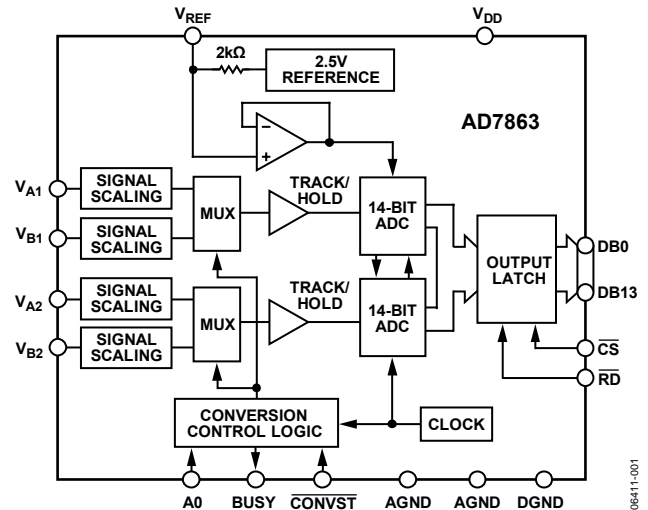 VREF
VDD
2kΩ
2.5V
REFERENCE
AD7863
−
+
VA1
SIGNAL
SCALING
MUX
TRACK/
HOLD
14-BIT
ADC
VB1
SIGNAL
SCALING
OUTPUT
LATCH
DB0
DB13
VA2
SIGNAL
SCALING
MUX
TRACK/
HOLD
14-BIT
ADC
VB2
SIGNAL
SCALING
CS
RD
CONVERSION
CONTROL LOGIC
CLOCK
A0
BUSY
CONVST
AGND
AGND
DGND
06411-001